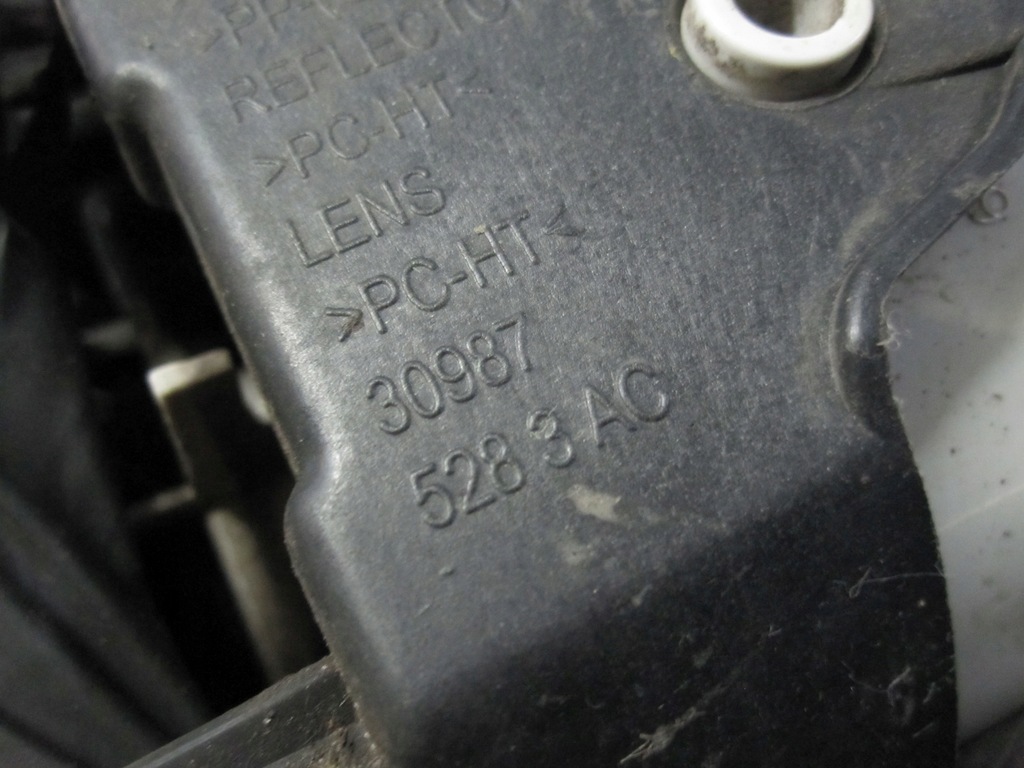 REFLECTOR
>PC-HT<
LENS
>PC-HT<
30987
528 3 AC